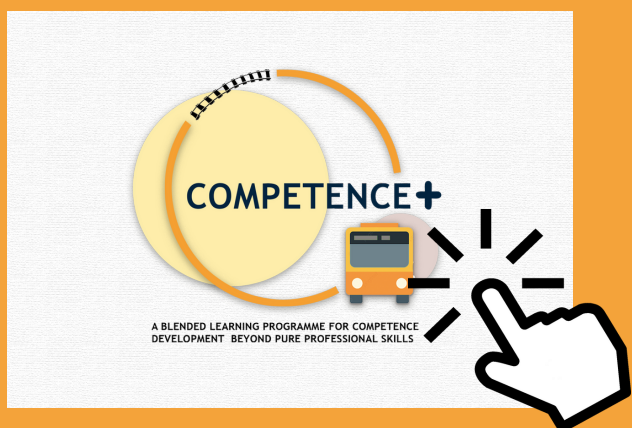 COMPETENCE+
A BLENDED LEARNING PROGRAMME FOR COMPETENCE
DEVELOPMENT BEYOND PURE PROFESSIONAL SKILLS